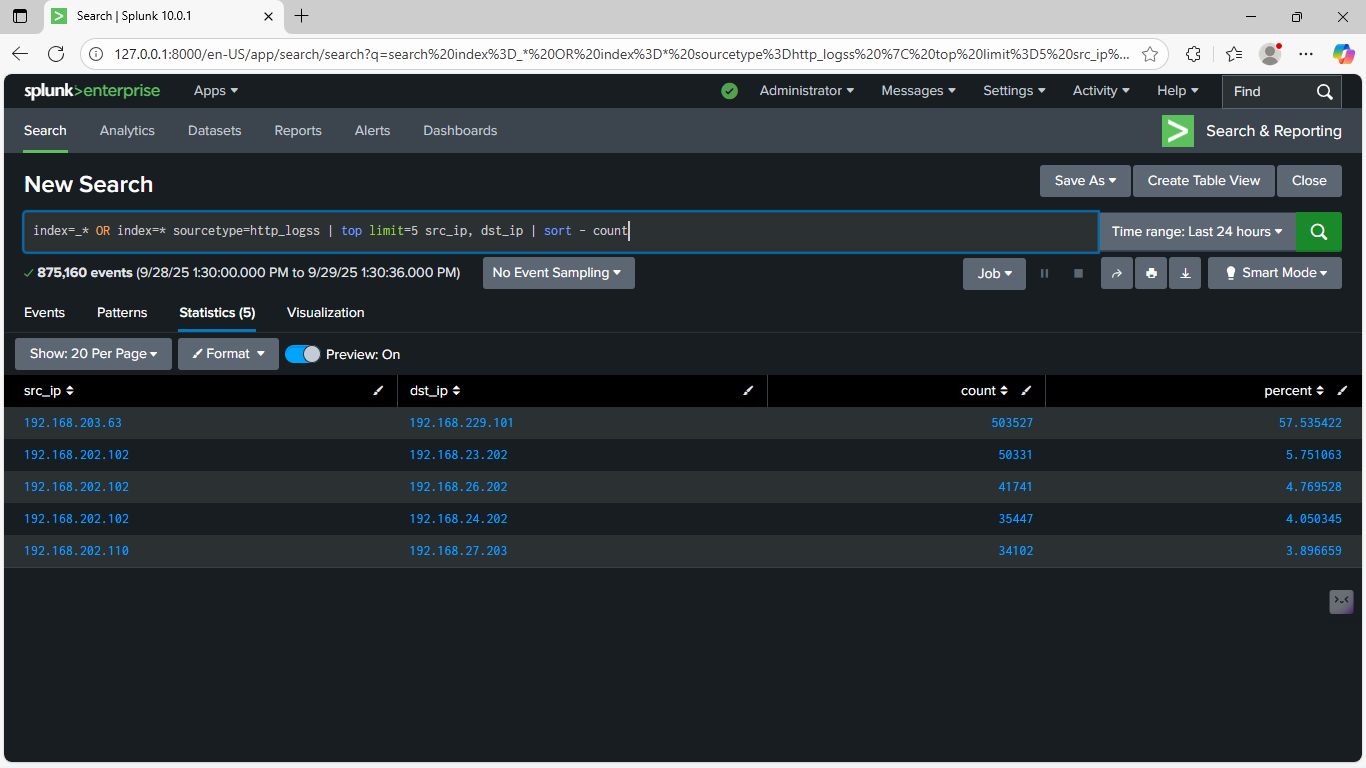 Search | Splunk 10.0.1
127.0.0.1:8000/en-US/app/search/search?q=search%20index%3D_*%20OR%20index%3D*%20sourcetype%3Dhttp_logss%20%7C%20top%20limit%3D5%20src_ip%...
splunk>enterprise Apps Administrator Messages Settings Activity Help Find
Search Analytics Datasets Reports Alerts Dashboards Search & Reporting
New Search Save As Create Table View Close
index=_* OR index=* sourcetype=http_logss | top limit=5 src_ip, dst_ip | sort - count Time range: Last 24 hours
875,160 events (9/28/25 1:30:00.000 PM to 9/29/25 1:30:36.000 PM) No Event Sampling Job Smart Mode
Events Patterns Statistics (5) Visualization
Show: 20 Per Page Format Preview: On
src_ip dst_ip count percent
192.168.203.63 192.168.229.101 503527 57.535422
192.168.202.102 192.168.23.202 50331 5.751063
192.168.202.102 192.168.26.202 41741 4.769528
192.168.202.102 192.168.24.202 35447 4.050345
192.168.202.110 192.168.27.203 34102 3.896659